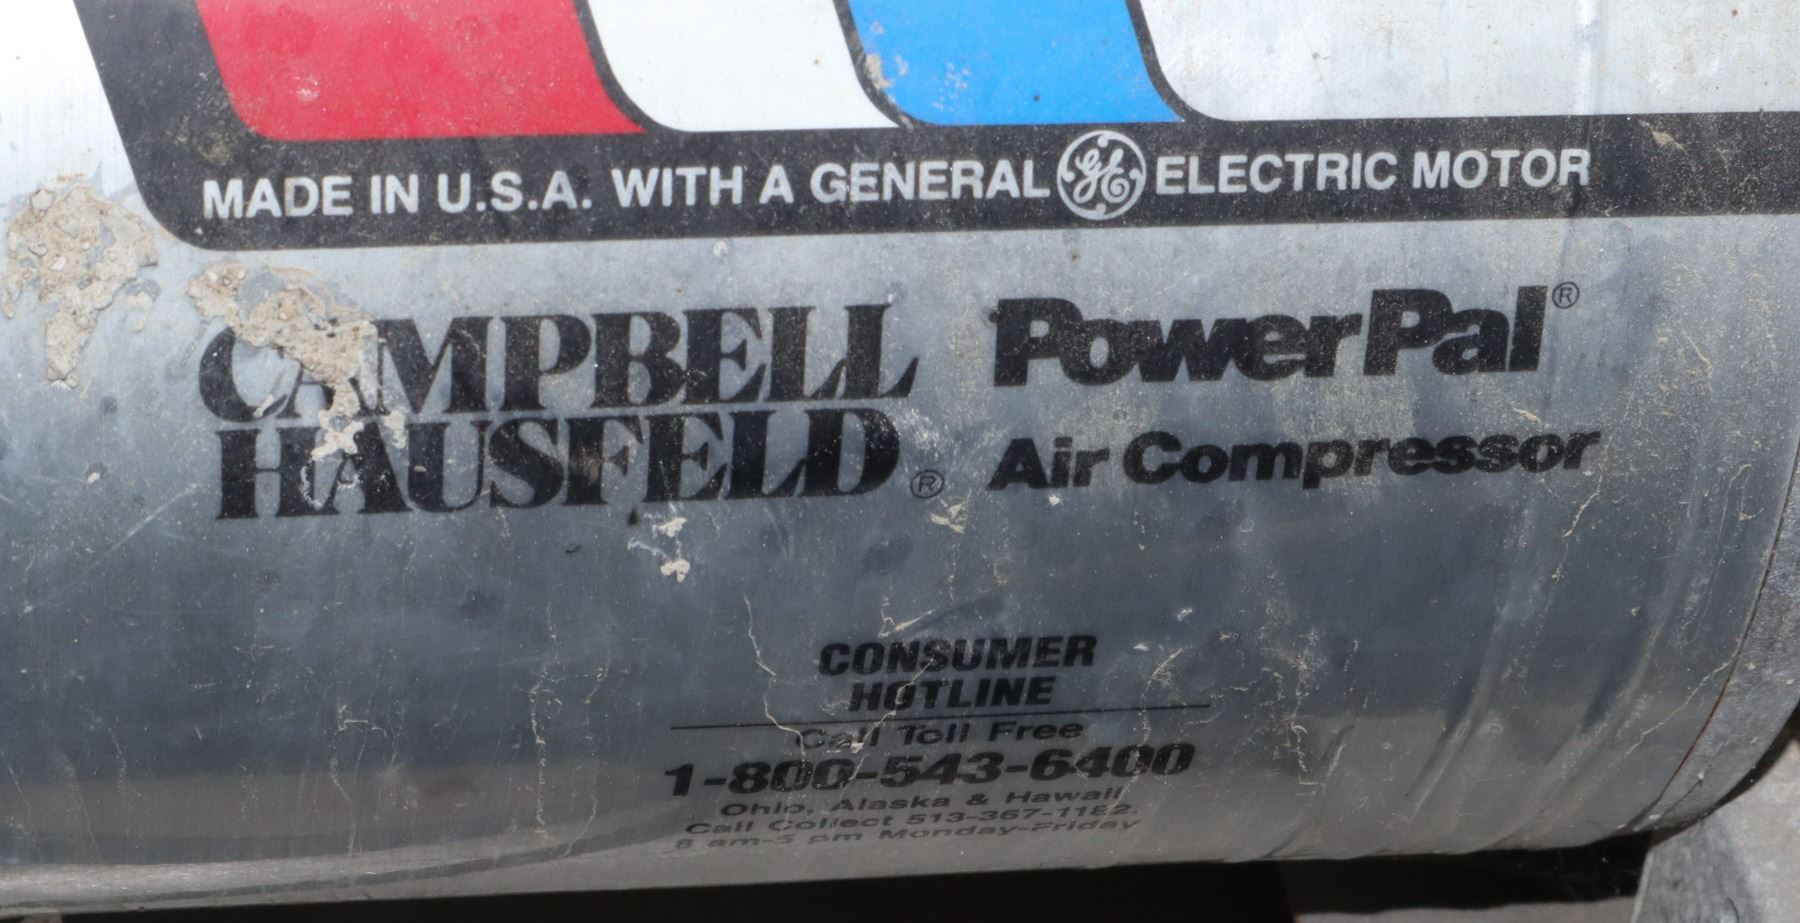 MADE IN U.S.A. WITH A GENERAL GE ELECTRIC MOTOR
CAMPBELL
HAUSFELD®
PowerPal®
Air Compressor
CONSUMER
HOTLINE
Call Toll Free
1-800-543-6400
Ohio, Alaska & Hawaii
Call Collect 513-367-1182.
8 am-5 pm Monday-Friday